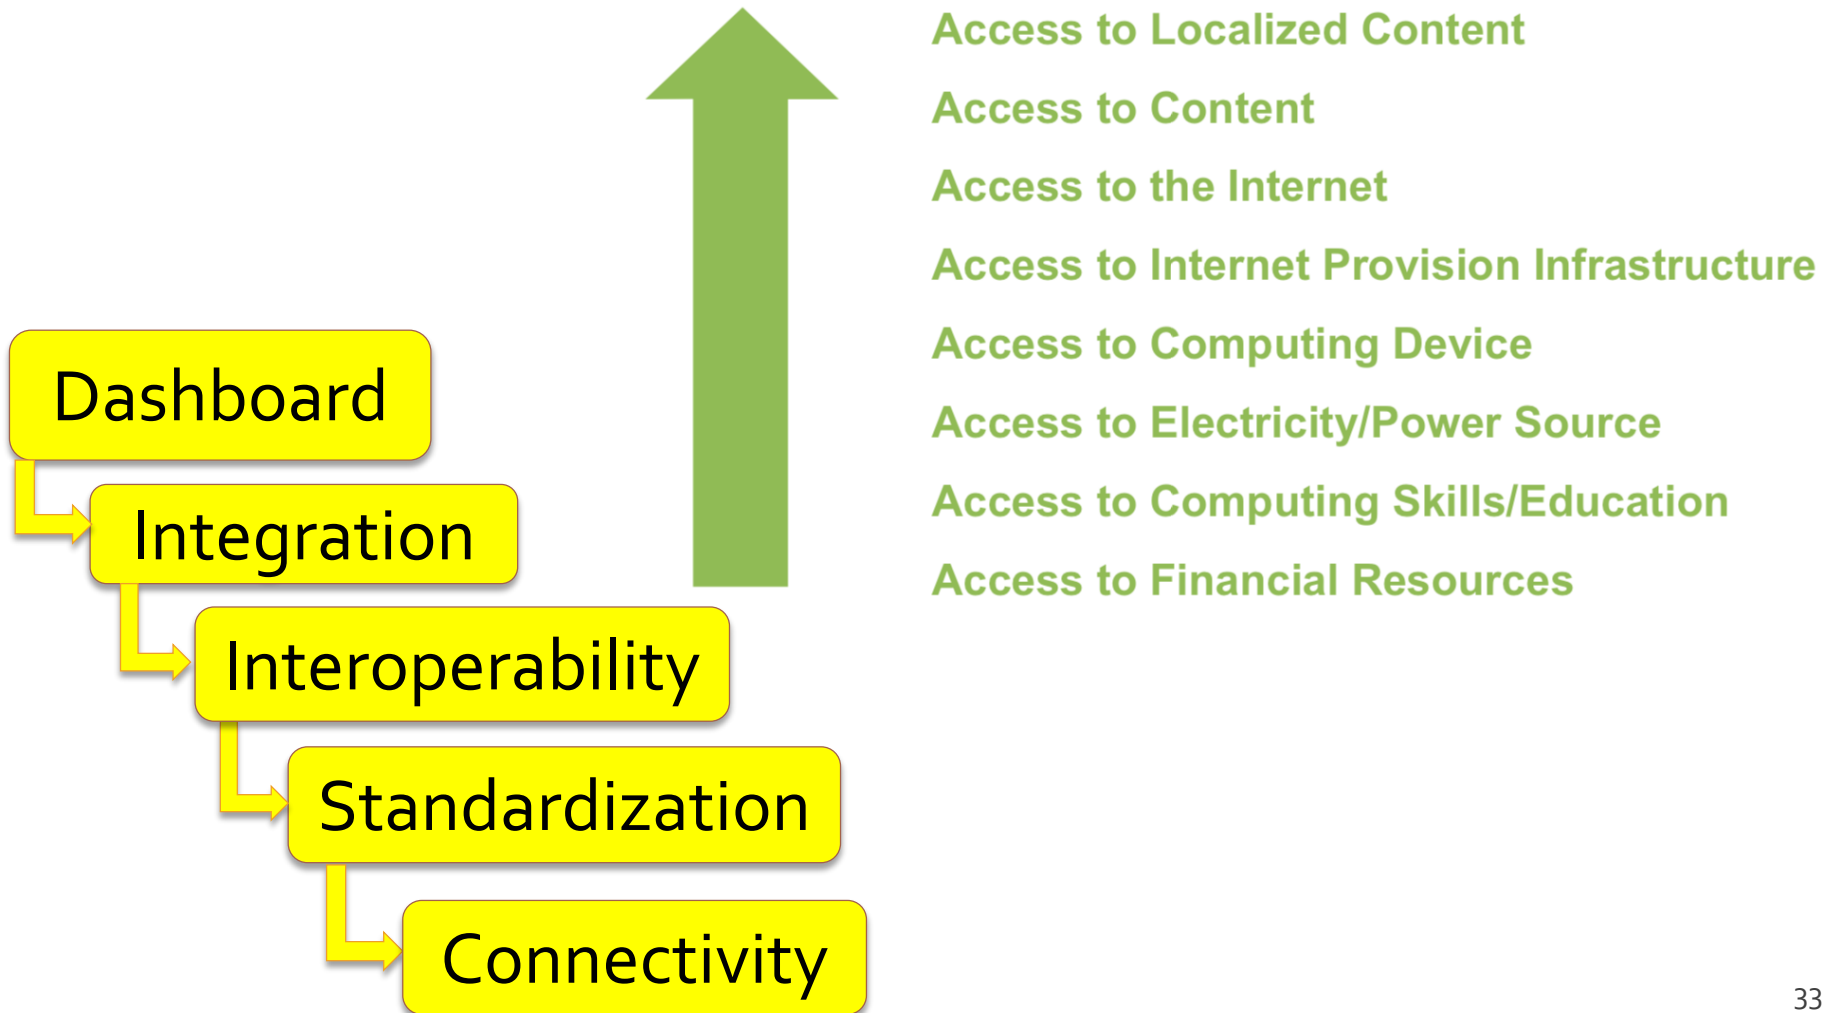 Access to Localized Content
Access to Content
Access to the Internet
Access to Internet Provision Infrastructure
Access to Computing Device
Access to Electricity/Power Source
Access to Computing Skills/Education
Access to Financial Resources
Dashboard
Integration
Interoperability
Standardization
Connectivity
33